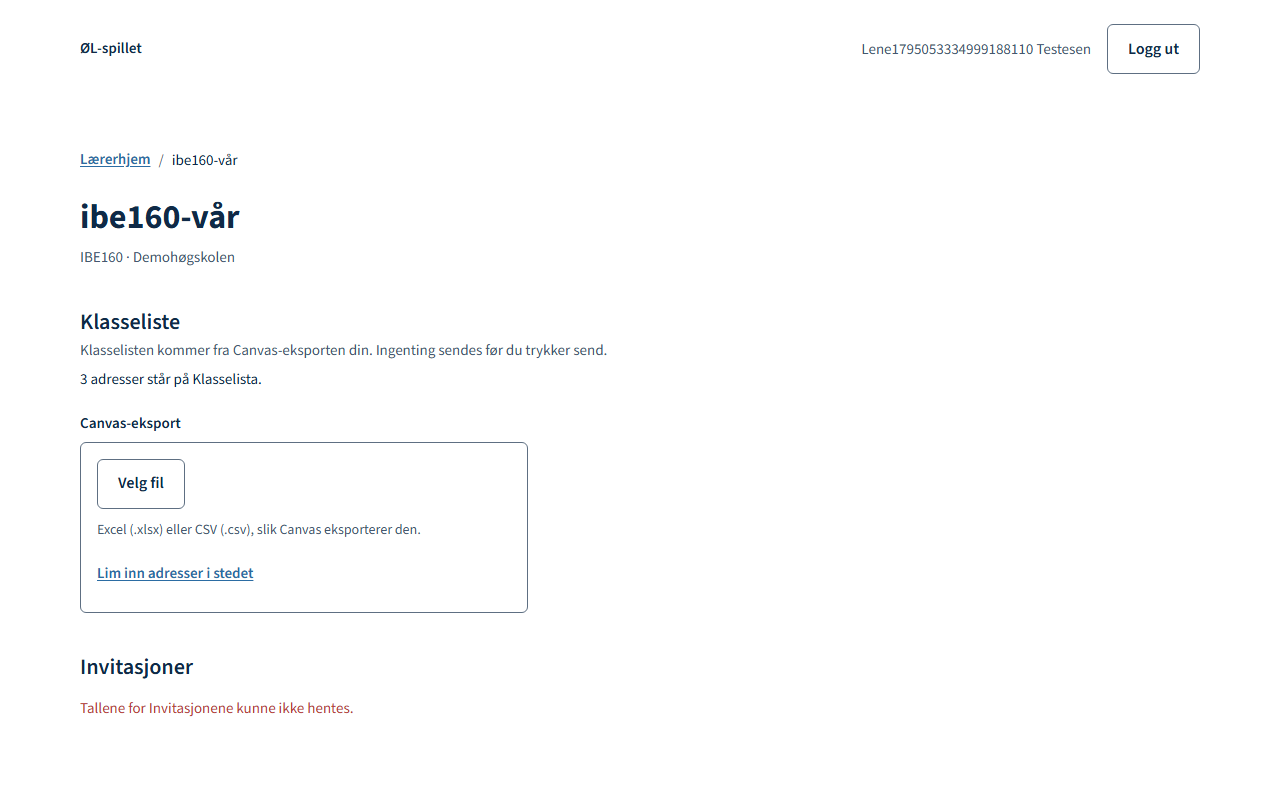 ØL-spillet
Lene1795053334999188110 Testesen
Logg ut
Lærerhjem / ibe160-vår
ibe160-vår
IBE160 · Demohøgskolen
Klasseliste
Klasselisten kommer fra Canvas-eksporten din. Ingenting sendes før du trykker send.
3 adresser står på Klasselista.
Canvas-eksport
Velg fil
Excel (.xlsx) eller CSV (.csv), slik Canvas eksporterer den.
Lim inn adresser i stedet
Invitasjoner
Tallene for Invitasjonene kunne ikke hentes.